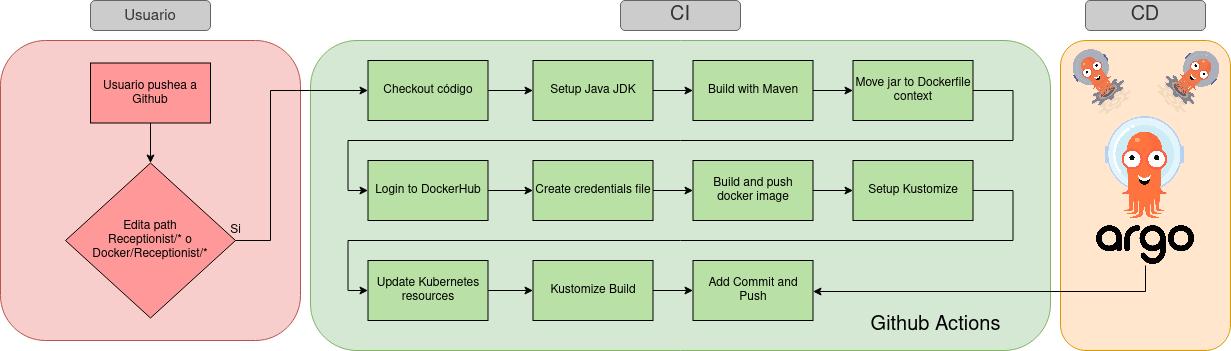 Usuario
CI
CD
Usuario pushea a
Github
Edita path
Receptionist/* o
Docker/Receptionist/*
Si
Checkout código
Setup Java JDK
Build with Maven
Move jar to Dockerfile
context
Login to DockerHub
Create credentials file
Build and push
docker image
Setup Kustomize
Update Kubernetes
resources
Kustomize Build
Add Commit and
Push
Github Actions
argo